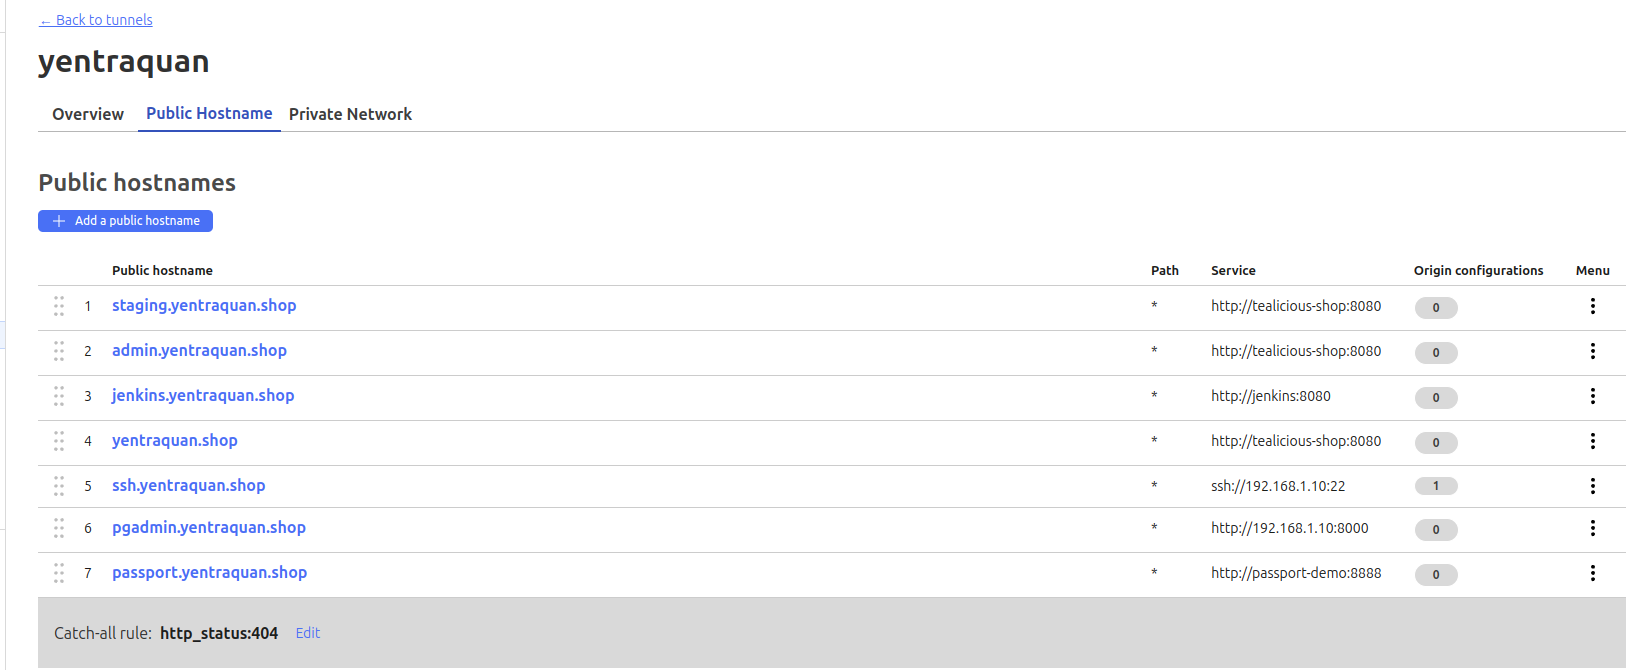 ← Back to tunnels
yentraquan
Overview Public Hostname Private Network
Public hostnames
+ Add a public hostname
Public hostname Path Service Origin configurations Menu
1 staging.yentraquan.shop * http://tealicious-shop:8080 0
2 admin.yentraquan.shop * http://tealicious-shop:8080 0
3 jenkins.yentraquan.shop * http://jenkins:8080 0
4 yentraquan.shop * http://tealicious-shop:8080 0
5 ssh.yentraquan.shop * ssh://192.168.1.10:22 1
6 pgadmin.yentraquan.shop * http://192.168.1.10:8000 0
7 passport.yentraquan.shop * http://passport-demo:8888 0
Catch-all rule: http_status:404 Edit